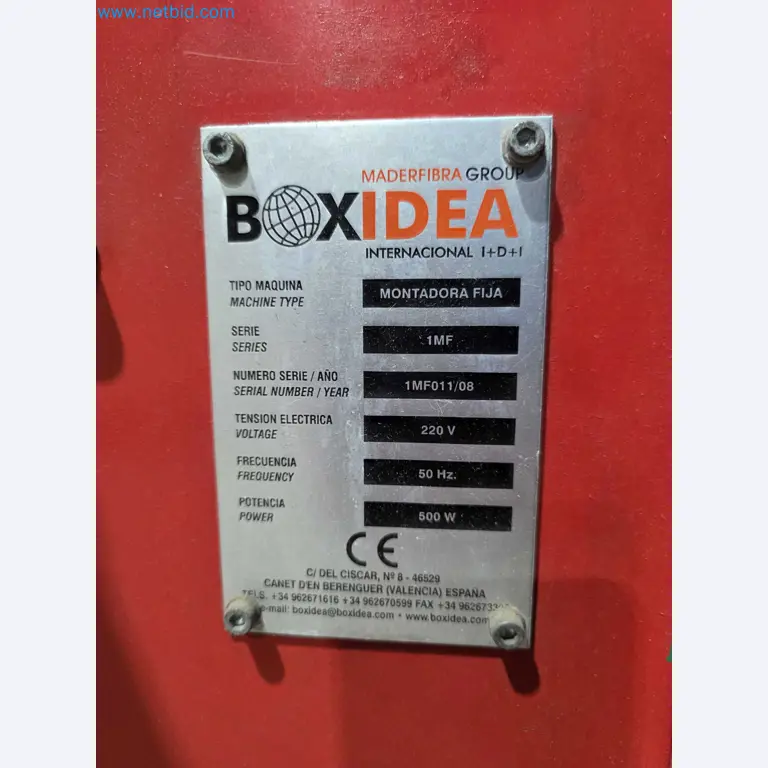 www.netbid.com
MADERFIBRA GROUP
BOXIDEA
INTERNACIONAL I+D+I
TIPO MAQUINA
MACHINE TYPE
MONTADORA FIJA
SERIE
SERIES
1MF
NUMERO SERIE / AÑO
SERIAL NUMBER / YEAR
1MF011/08
TENSION ELECTRICA
VOLTAGE
220 V
FRECUENCIA
FREQUENCY
50 Hz.
POTENCIA
POWER
500 W
CE
C/ DEL CISCAR, Nº 8 - 46529
CANET D'EN BERENGUER (VALENCIA) ESPAÑA
TELS. +34 962671616 +34 962670599 FAX +34
e-mail: boxidea@boxidea.com • www.boxidea.com